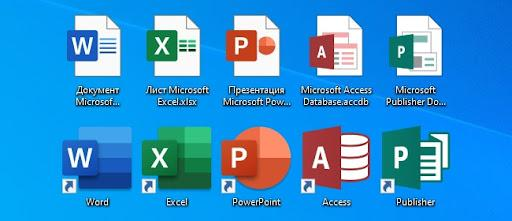 Документ
Microsof...
Лист Microsoft
Excel.xlsx
Презентация
Microsoft Pow...
Microsoft Access
Database.accdb
Microsoft
Publisher Do...
Word
Excel
PowerPoint
Access
Publisher